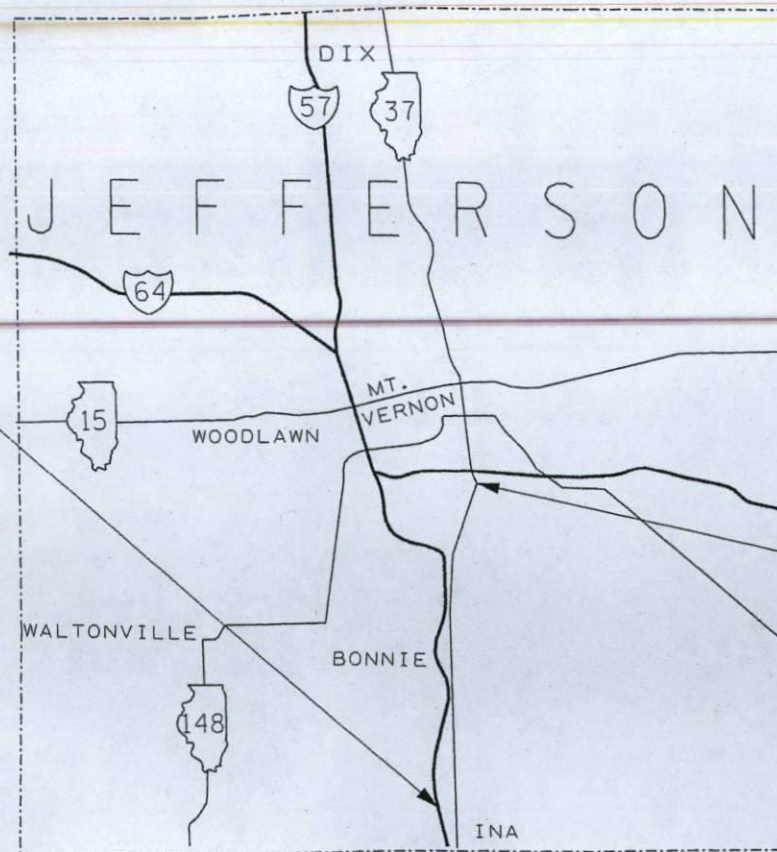 DIX
57
37
JEFFERSON
64
MT.
VERNON
15
WOODLAWN
WALTONVILLE
BONNIE
148
INA